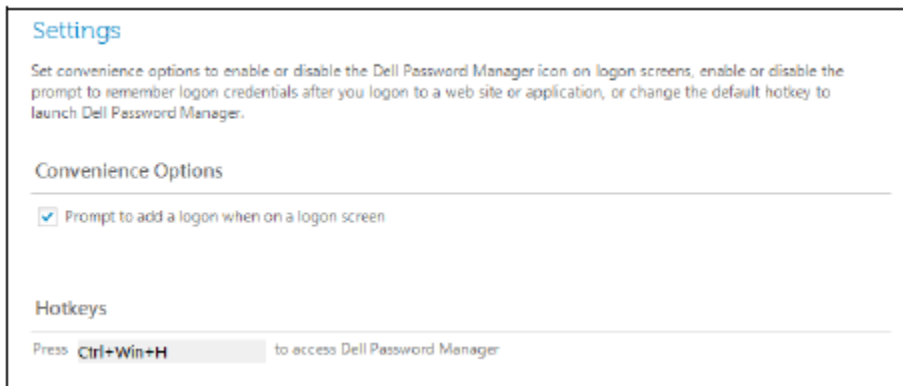 Settings
Set convenience options to enable or disable the Dell Password Manager icon on logon screens, enable or disable the
prompt to remember logon credentials after you logon to a web site or application, or change the default hotkey to
launch Dell Password Manager.
Convenience Options
Prompt to add a logon when on a logon screen
Hotkeys
Press Ctrl+Win+H to access Dell Password Manager